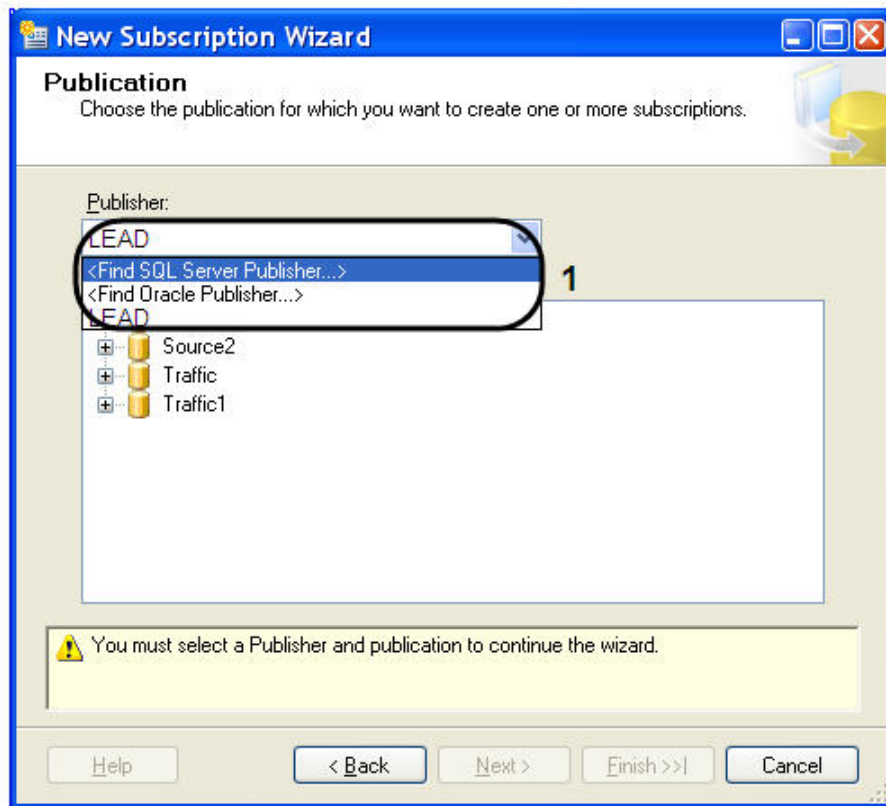 New Subscription Wizard
Publication
Choose the publication for which you want to create one or more subscriptions.
Publisher:
LEAD
<Find SQL Server Publisher...>
1
<Find Oracle Publisher...>
LEAD
Source2
Traffic
Traffic1
You must select a Publisher and publication to continue the wizard.
Help
< Back
Next >
Finish >>|
Cancel